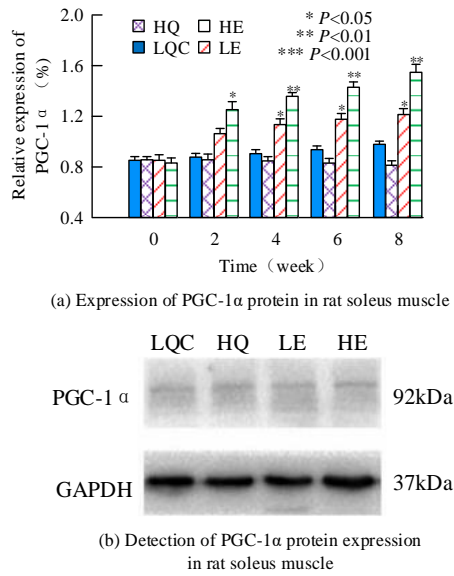 Relative expression of
PGC-1α (%)
HQ HE
LQC LE
* P<0.05
** P<0.01
*** P<0.001
1.6
1.2
0.8
0.4
* ** ** **
* * *
0 2 4 6 8
Time（week）
(a) Expression of PGC-1α protein in rat soleus muscle
LQC HQ LE HE
PGC-1 α 92kDa
GAPDH 37kDa
(b) Detection of PGC-1α protein expression
in rat soleus muscle